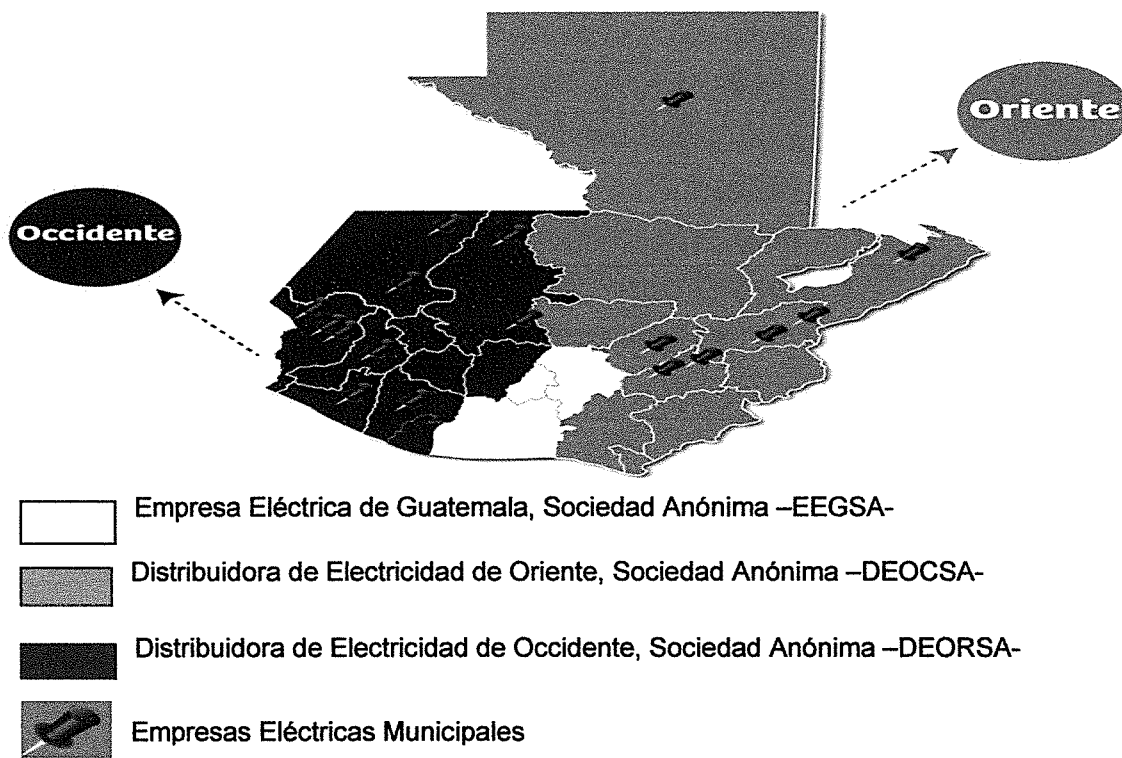 Oriente
Occidente
Empresa Eléctrica de Guatemala, Sociedad Anónima –EEGSA-
Distribuidora de Electricidad de Oriente, Sociedad Anónima –DEOCSA-
Distribuidora de Electricidad de Occidente, Sociedad Anónima –DEORSA-
Empresas Eléctricas Municipales